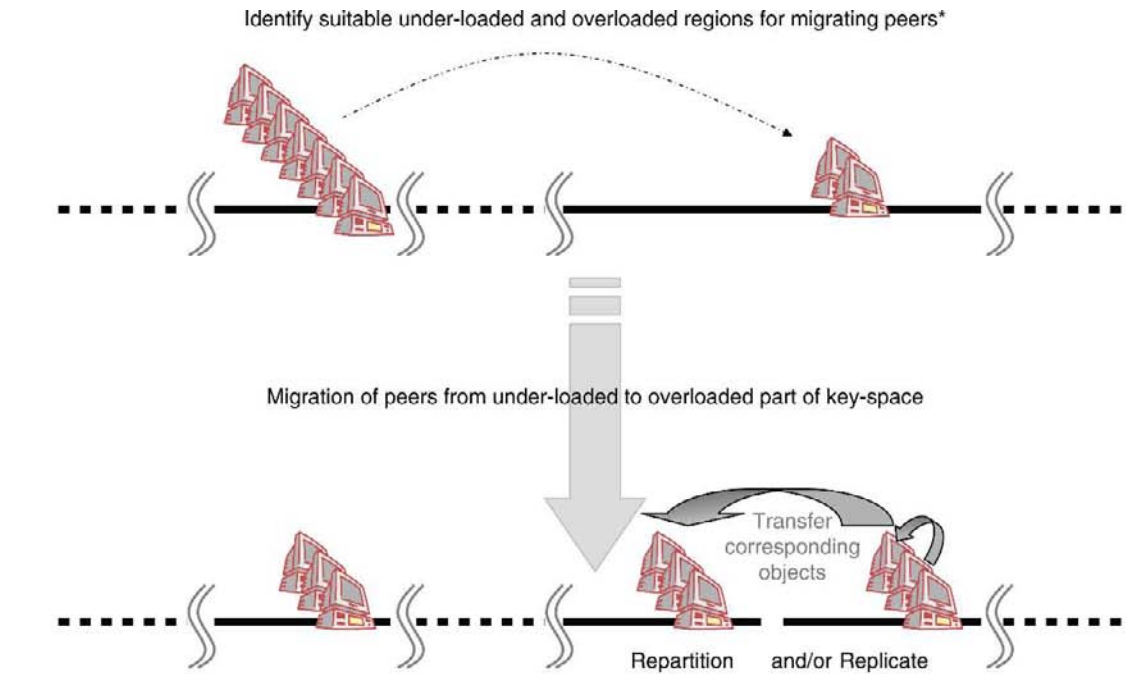 Identify suitable under-loaded and overloaded regions for migrating peers*
Migration of peers from under-loaded to overloaded part of key-space
Transfer
corresponding
objects
Repartition and/or Replicate